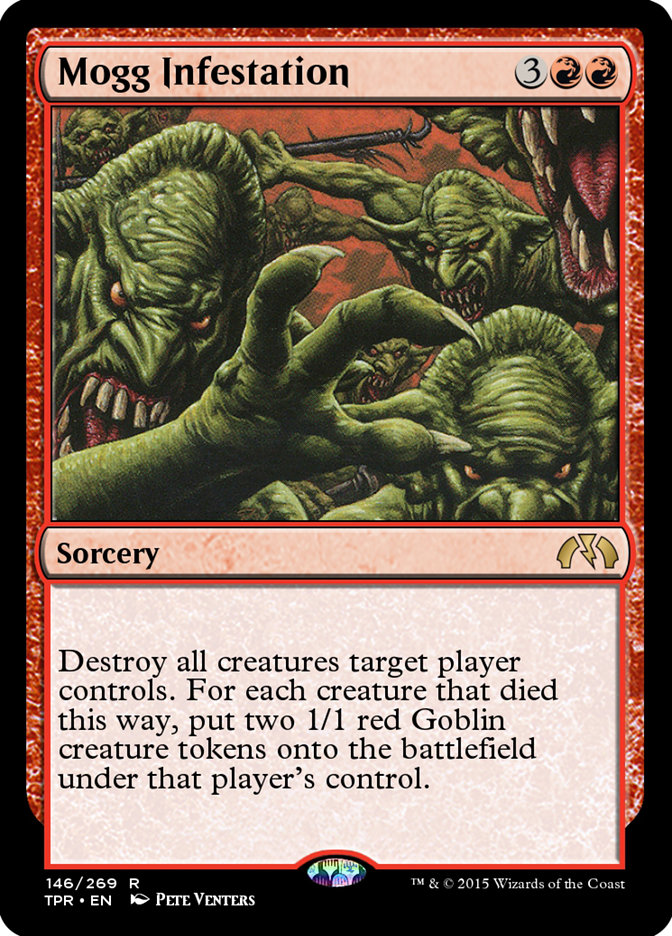 Mogg Infestation 3
Sorcery
Destroy all creatures target player
controls. For each creature that died
this way, put two 1/1 red Goblin
creature tokens onto the battlefield
under that player's control.
146/269 R
TPR • EN Pete Venters
™ & © 2015 Wizards of the Coast